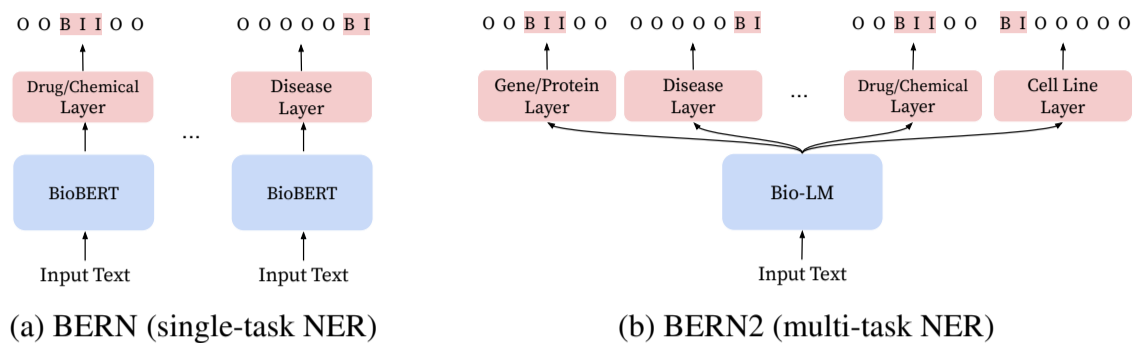 O O B I I O O
O O O O O B I
Drug/Chemical
Layer
Disease
Layer
...
BioBERT
BioBERT
Input Text
Input Text
(a) BERN (single-task NER)
O O B I I O O
O O O O O B I
O O B I I O O
B I O O O O O
Gene/Protein
Layer
Disease
Layer
...
Drug/Chemical
Layer
Cell Line
Layer
Bio-LM
Input Text
(b) BERN2 (multi-task NER)